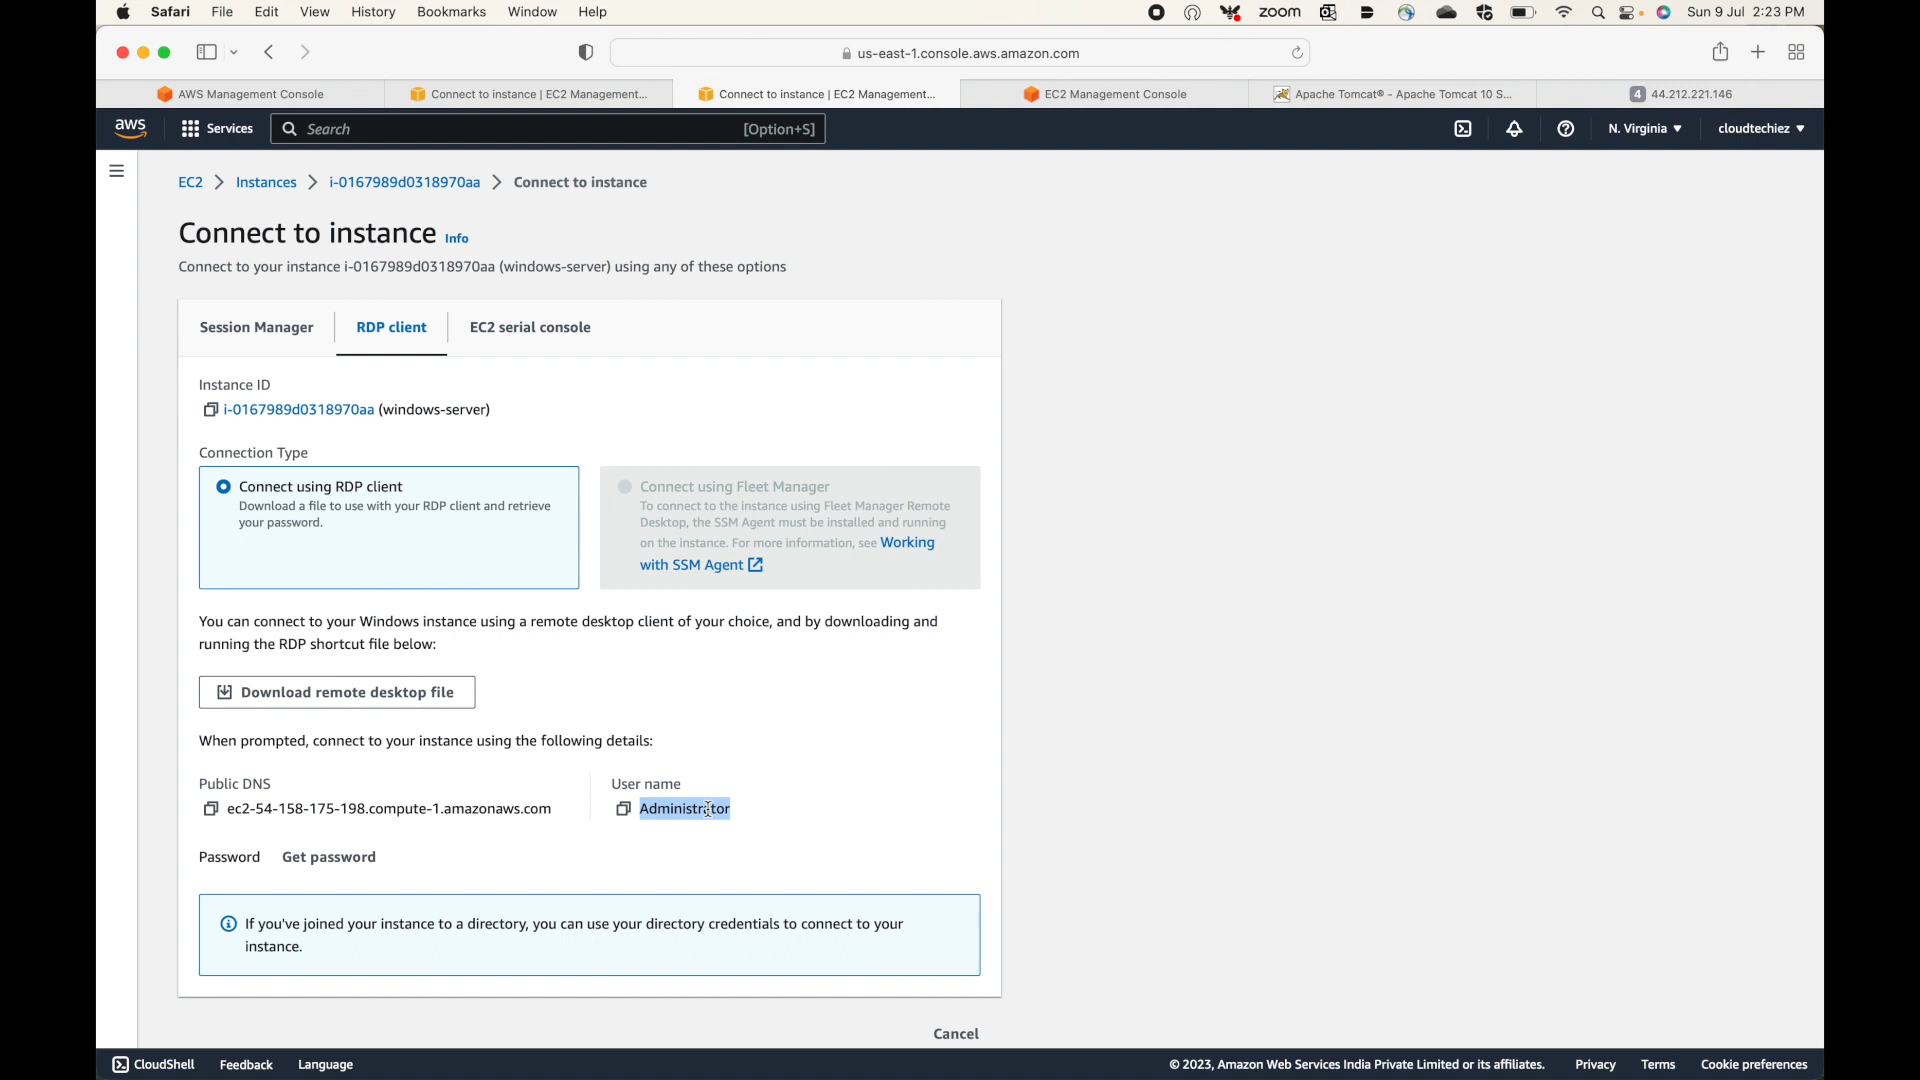 Safari File Edit View History Bookmarks Window Help zoom Sun 9 Jul 2:23 PM
us-east-1.console.aws.amazon.com
AWS Management Console Connect to instance | EC2 Management... Connect to instance | EC2 Management... EC2 Management Console Apache Tomcat® - Apache Tomcat 10 S... 4 44.212.221.146
aws Services Search [Option+S] N. Virginia cloudtechiez
EC2 Instances i-0167989d0318970aa Connect to instance
Connect to instance Info
Connect to your instance i-0167989d0318970aa (windows-server) using any of these options
Session Manager RDP client EC2 serial console
Instance ID
i-0167989d0318970aa (windows-server)
Connection Type
Connect using RDP client
Download a file to use with your RDP client and retrieve
your password.
Connect using Fleet Manager
To connect to the instance using Fleet Manager Remote
Desktop, the SSM Agent must be installed and running
on the instance. For more information, see Working
with SSM Agent
You can connect to your Windows instance using a remote desktop client of your choice, and by downloading and
running the RDP shortcut file below:
Download remote desktop file
When prompted, connect to your instance using the following details:
Public DNS
ec2-54-158-175-198.compute-1.amazonaws.com
User name
Administrator
Password Get password
If you've joined your instance to a directory, you can use your directory credentials to connect to your
instance.
Cancel
CloudShell Feedback Language © 2023, Amazon Web Services India Private Limited or its affiliates. Privacy Terms Cookie preferences